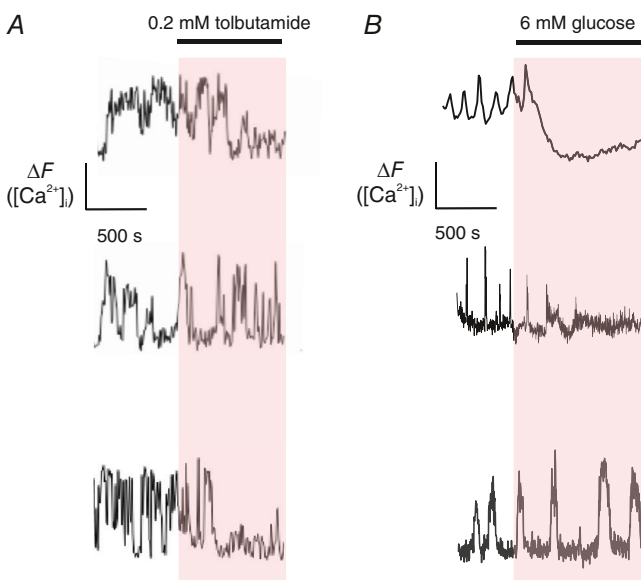 A
0.2 mM tolbutamide
B
6 mM glucose
ΔF
([Ca²⁺]ᵢ)
500 s
ΔF
([Ca²⁺]ᵢ)
500 s